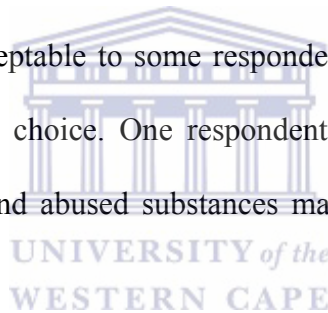 eptable to some responde
choice. One respondent
nd abused substances ma
UNIVERSITY of the
WESTERN CAPE